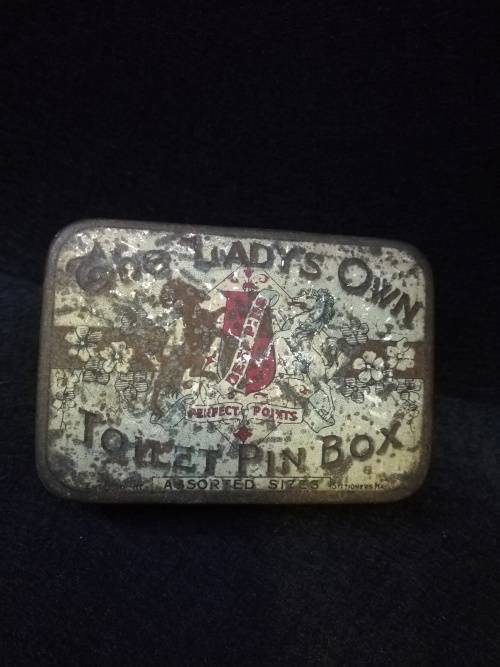 The LADY'S OWN
PERFECT POINTS
TOILET PIN BOX
ASSORTED SIZES